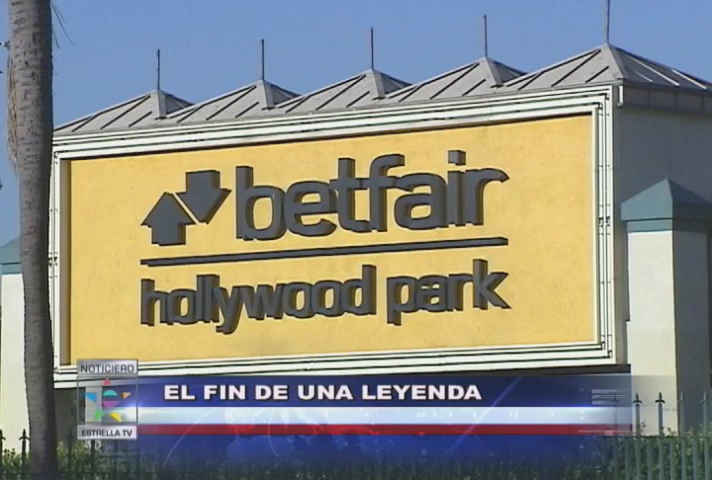 betfair
hollywood park
NOTICIERO
EL FIN DE UNA LEYENDA
ESTRELLA TV